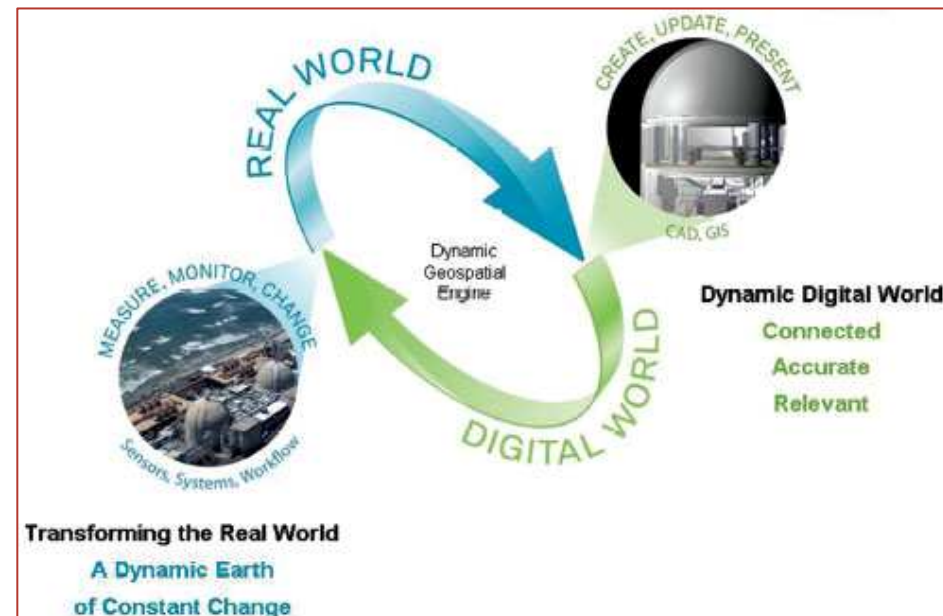 REAL WORLD
CREATE, UPDATE, PRESENT
CAD, GIS
Dynamic
Geospatial
Engine
MEASURE, MONITOR, CHANGE
Sensors, Systems, Workflow
DIGITAL WORLD
Dynamic Digital World
Connected
Accurate
Relevant
Transforming the Real World
A Dynamic Earth
of Constant Change